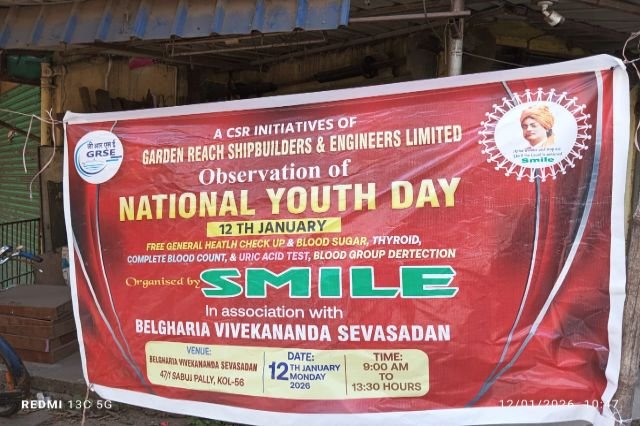 A CSR INITIATIVES OF
GARDEN REACH SHIPBUILDERS & ENGINEERS LIMITED
जी आर एस ई
GRSE
Observation of
NATIONAL YOUTH DAY
12 TH JANUARY
FREE GENERAL HEATLH CHECK UP & BLOOD SUGAR, THYROID,
COMPLETE BLOOD COUNT, & URIC ACID TEST, BLOOD GROUP DERTECTION
Organised by SMILE
In association with
BELGHARIA VIVEKANANDA SEVASADAN
VENUE:
BELGHARIA VIVEKANANDA SEVASADAN
47/1 SABUJ PALLY, KOL-56
DATE:
12 TH JANUARY
MONDAY
2026
TIME:
9:00 AM
TO
13:30 HOURS
Smile
REDMI 13C 5G
12/01/2026